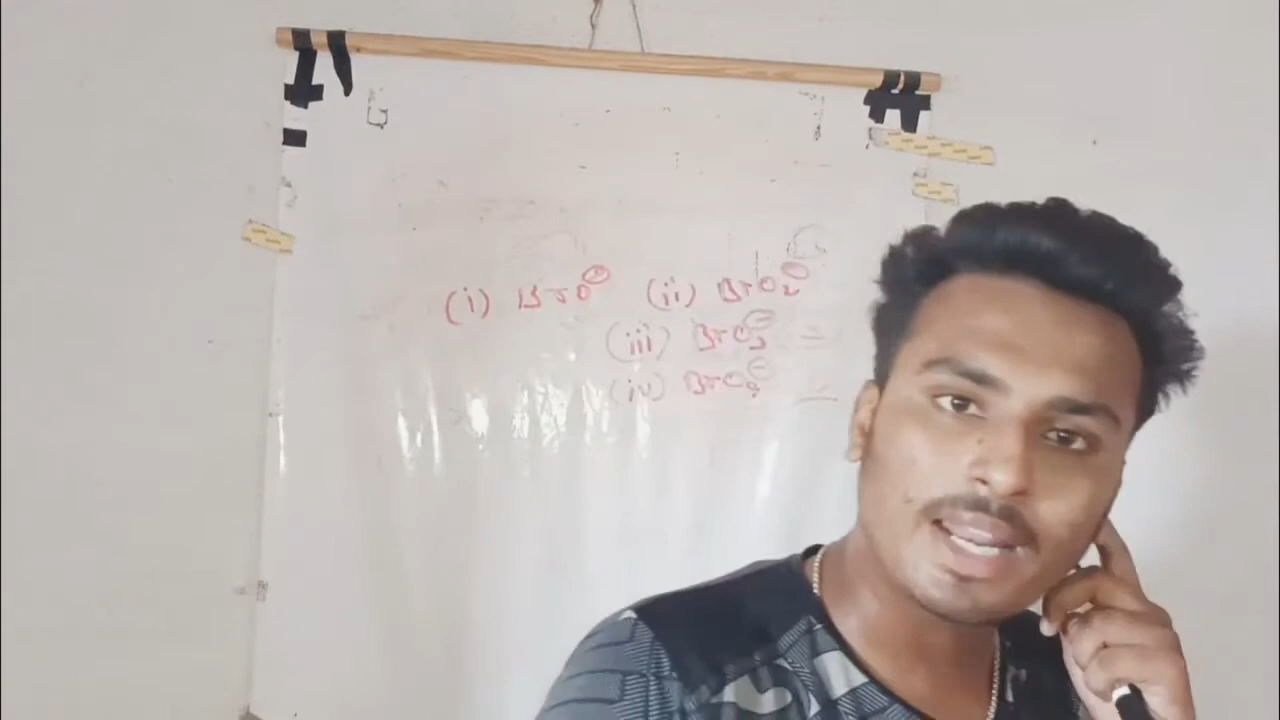 (i) BrO⊖ (ii) BrO₂⊖
(iii) BrO₃⊖ =
(iv) BrO₄⊖ =